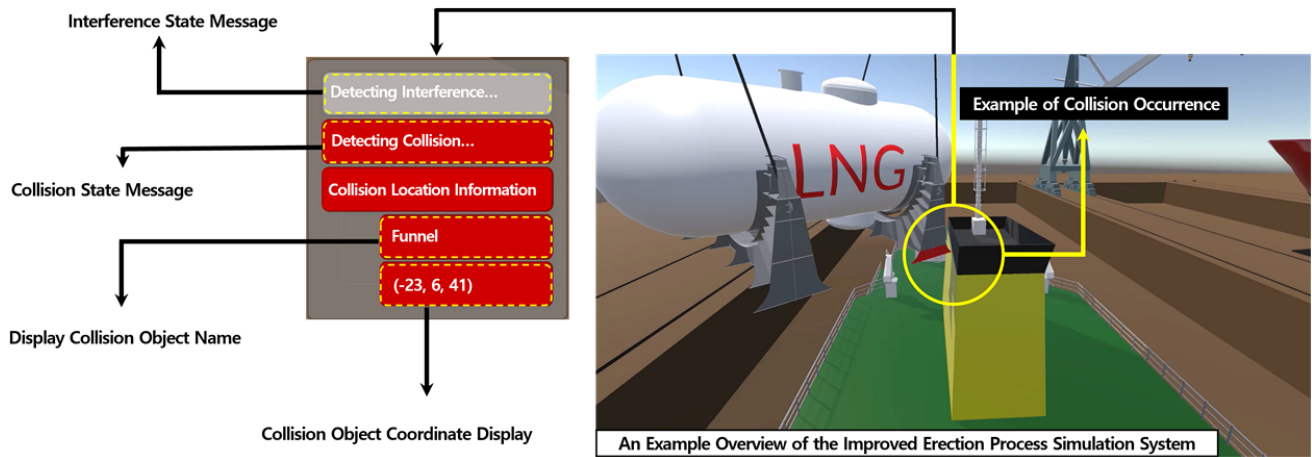 Interference State Message
Detecting Interference...
Detecting Collision...
Collision State Message
Collision Location Information
Funnel
(-23, 6, 41)
Display Collision Object Name
Collision Object Coordinate Display
Example of Collision Occurrence
LNG
An Example Overview of the Improved Erection Process Simulation System